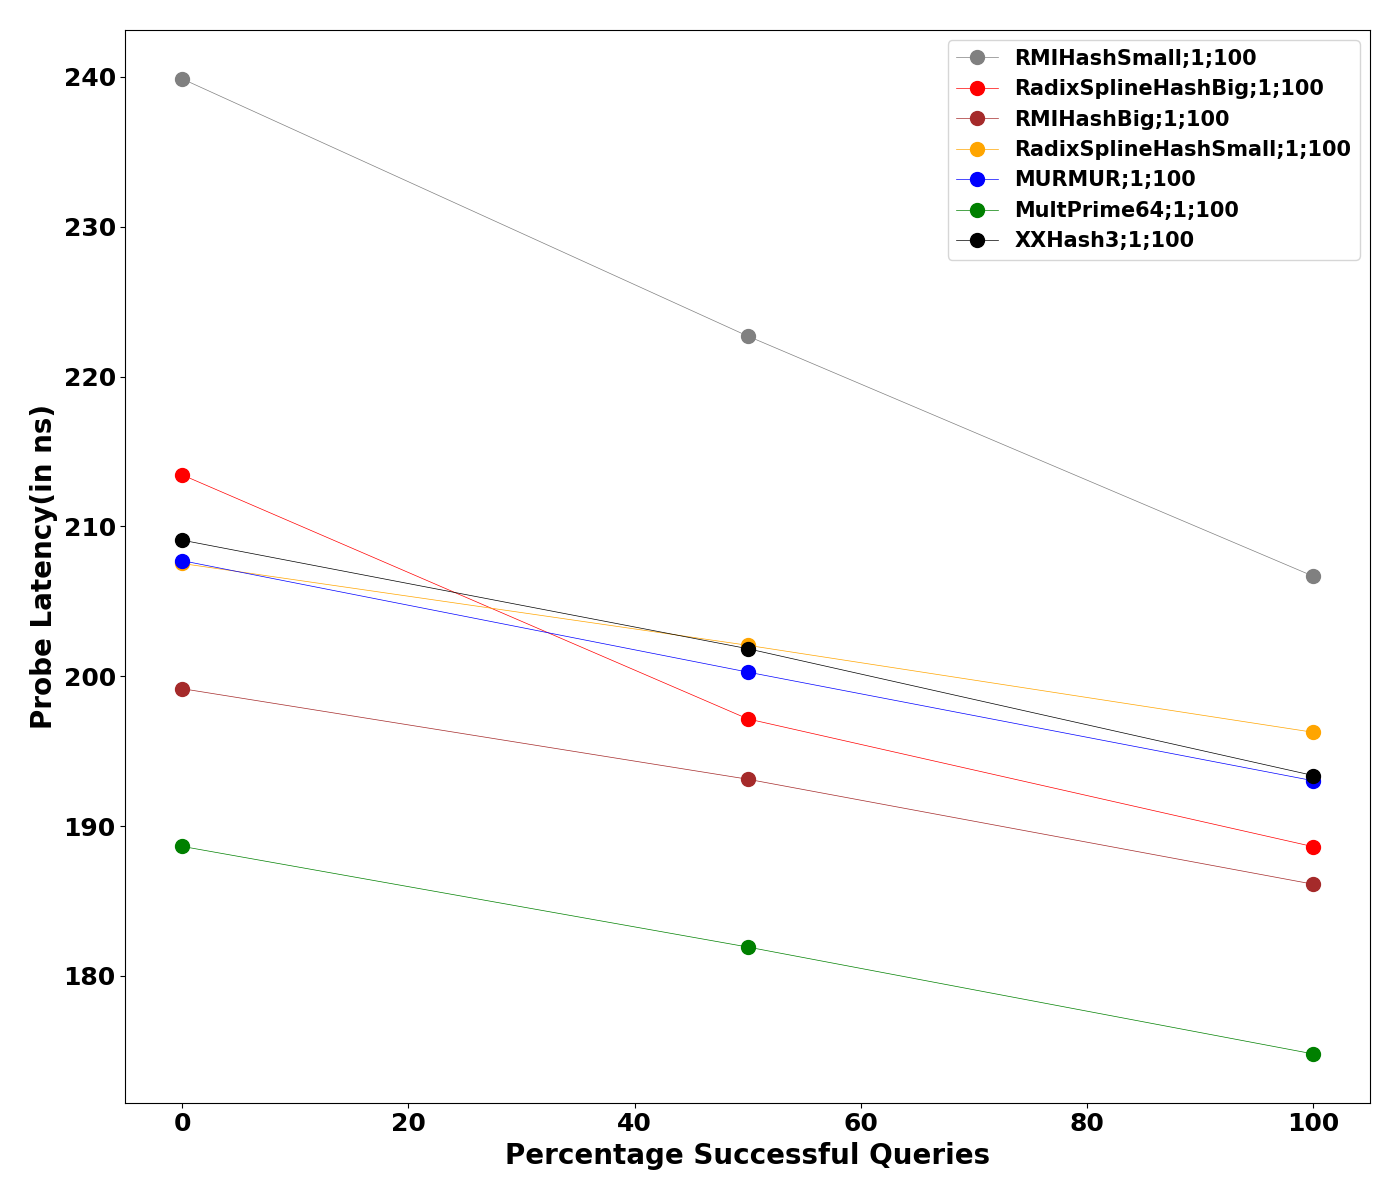 RMIHashSmall;1;100
RadixSplineHashBig;1;100
RMIHashBig;1;100
RadixSplineHashSmall;1;100
MURMUR;1;100
MultPrime64;1;100
XXHash3;1;100
240
230
220
210
200
190
180
Probe Latency(in ns)
0 20 40 60 80 100
Percentage Successful Queries